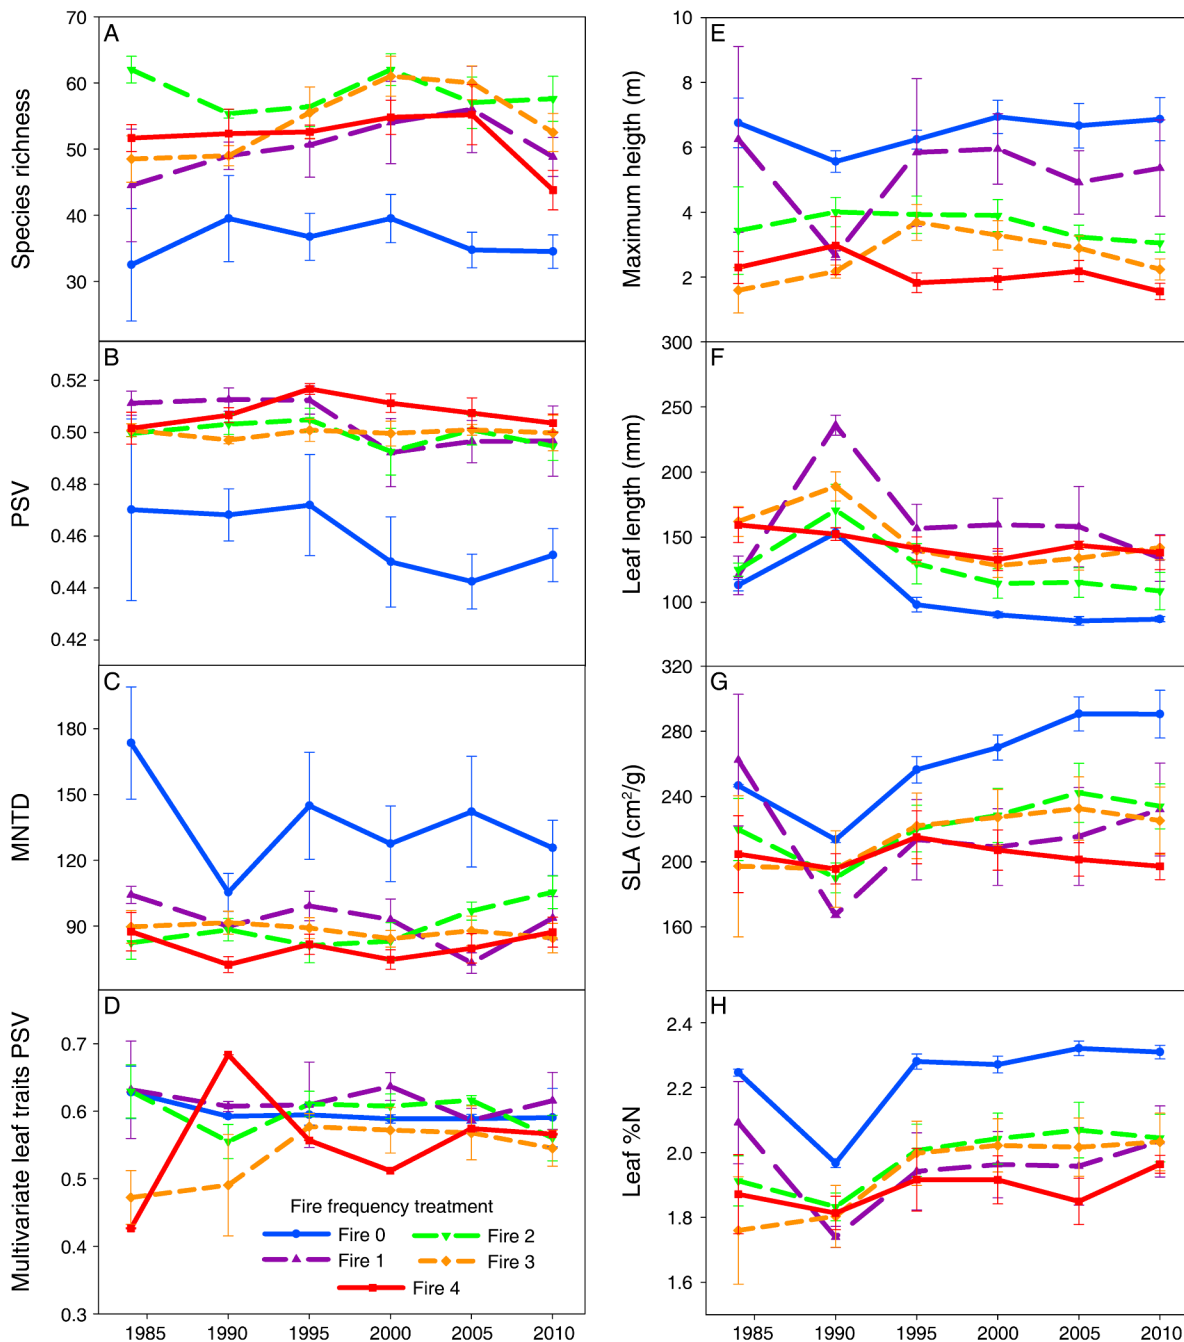 A
Species richness
70
60
50
40
30
B
PSV
0.52
0.50
0.48
0.46
0.44
0.42
C
MNTD
180
150
120
90
D
Multivariate leaf traits PSV
0.7
0.6
0.5
0.4
0.3
Fire frequency treatment
Fire 0
Fire 2
Fire 1
Fire 3
Fire 4
1985 1990 1995 2000 2005 2010
E
Maximum heigth (m)
10
8
6
4
2
F
Leaf length (mm)
300
250
200
150
100
G
SLA (cm²/g)
320
280
240
200
160
H
Leaf %N
2.4
2.2
2.0
1.8
1.6
1985 1990 1995 2000 2005 2010